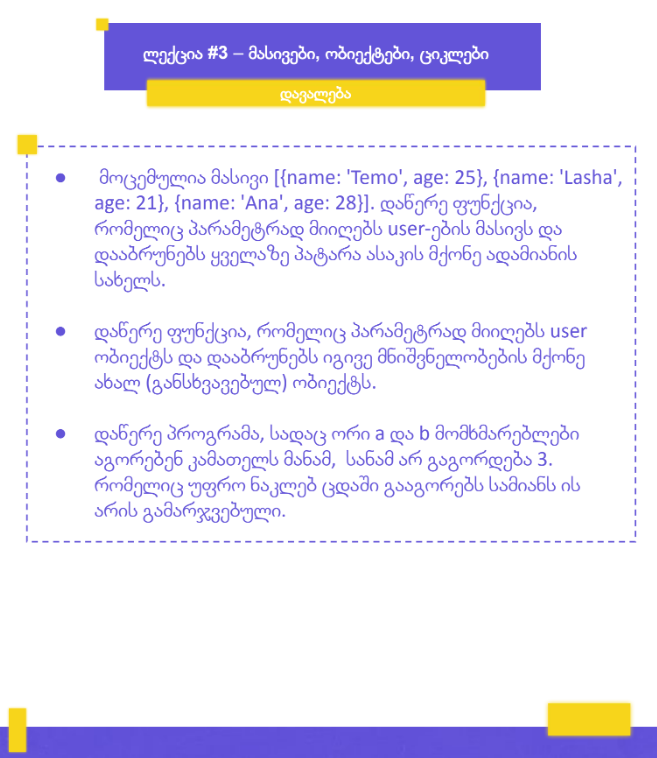 ლექცია #3 – მასივები, ობიექტები, ციკლები
დავალება
● მოცემულია მასივი [{name: 'Temo', age: 25}, {name: 'Lasha',
age: 21}, {name: 'Ana', age: 28}]. დაწერე ფუნქცია,
რომელიც პარამეტრად მიიღებს user-ების მასივს და
დააბრუნებს ყველაზე პატარა ასაკის მქონე ადამიანის
სახელს.
● დაწერე ფუნქცია, რომელიც პარამეტრად მიიღებს user
ობიექტს და დააბრუნებს იგივე მნიშვნელობების მქონე
ახალ (განსხვავებულ) ობიექტს.
● დაწერე პროგრამა, სადაც ორი a და b მომხმარებლები
აგორებენ კამათელს მანამ, სანამ არ გაგორდება 3.
რომელიც უფრო ნაკლებ ცდაში გააგორებს სამიანს ის
არის გამარჯვებული.